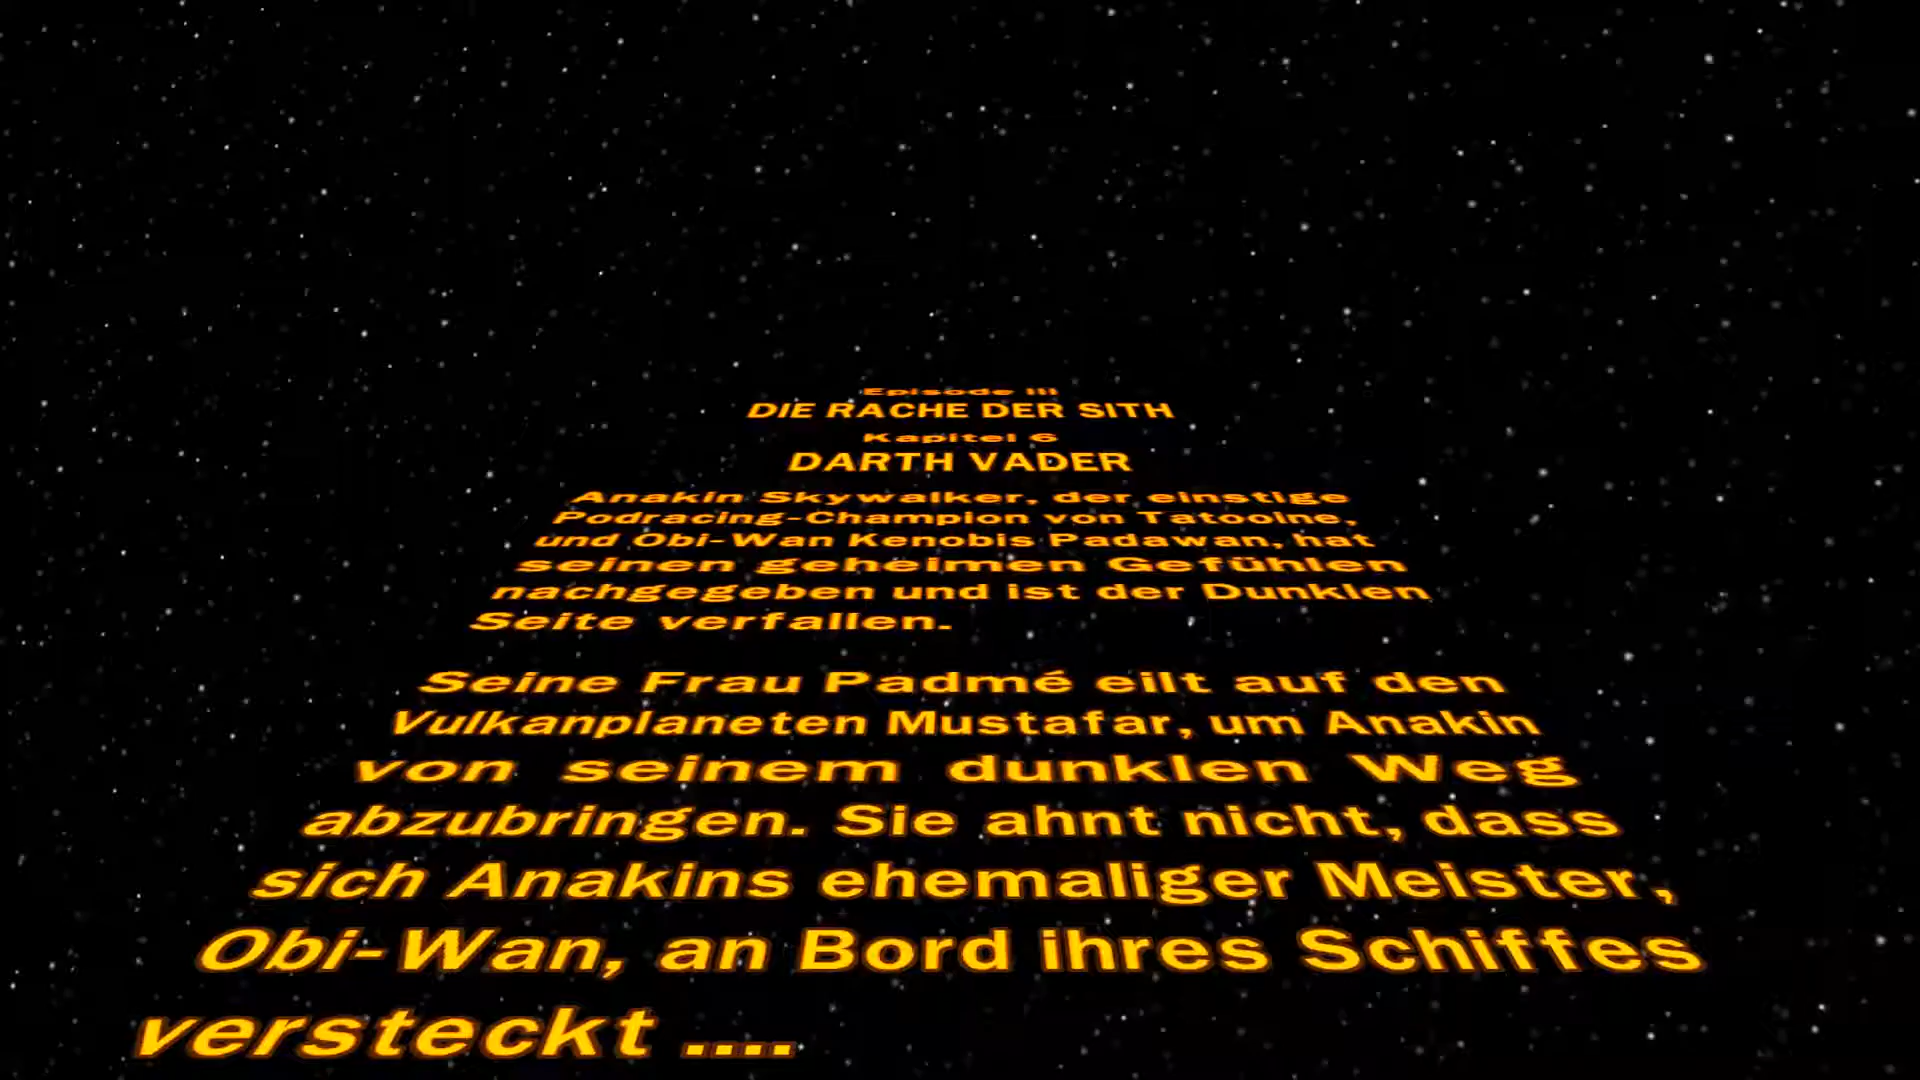 Episode III
DIE RACHE DER SITH
Kapitel 6
DARTH VADER
Anakin Skywalker, der einstige
Podracing-Champion von Tatooine,
und Obi-Wan Kenobis Padawan, hat
seinen geheimen Gefühlen
nachgegeben und ist der Dunklen
Seite verfallen.
Seine Frau Padmé eilt auf den
Vulkanplaneten Mustafar, um Anakin
von seinem dunklen Weg
abzubringen. Sie ahnt nicht, dass
sich Anakins ehemaliger Meister,
Obi-Wan, an Bord ihres Schiffes
versteckt ....